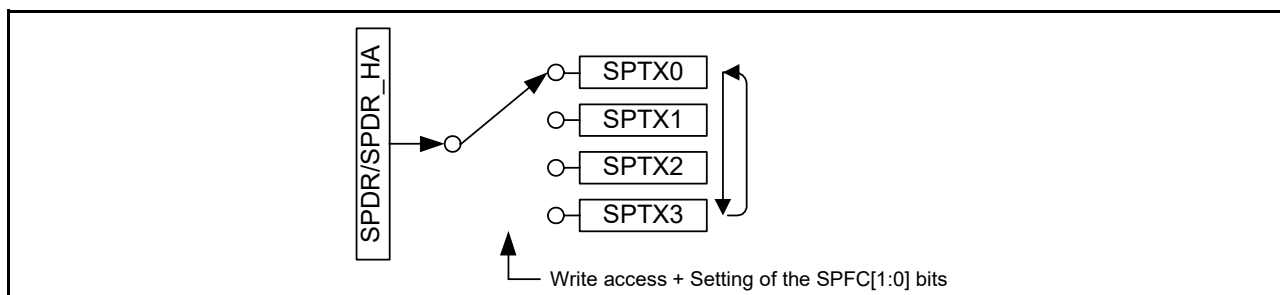 SPDR/SPDR_HA
SPTX0
SPTX1
SPTX2
SPTX3
Write access + Setting of the SPFC[1:0] bits